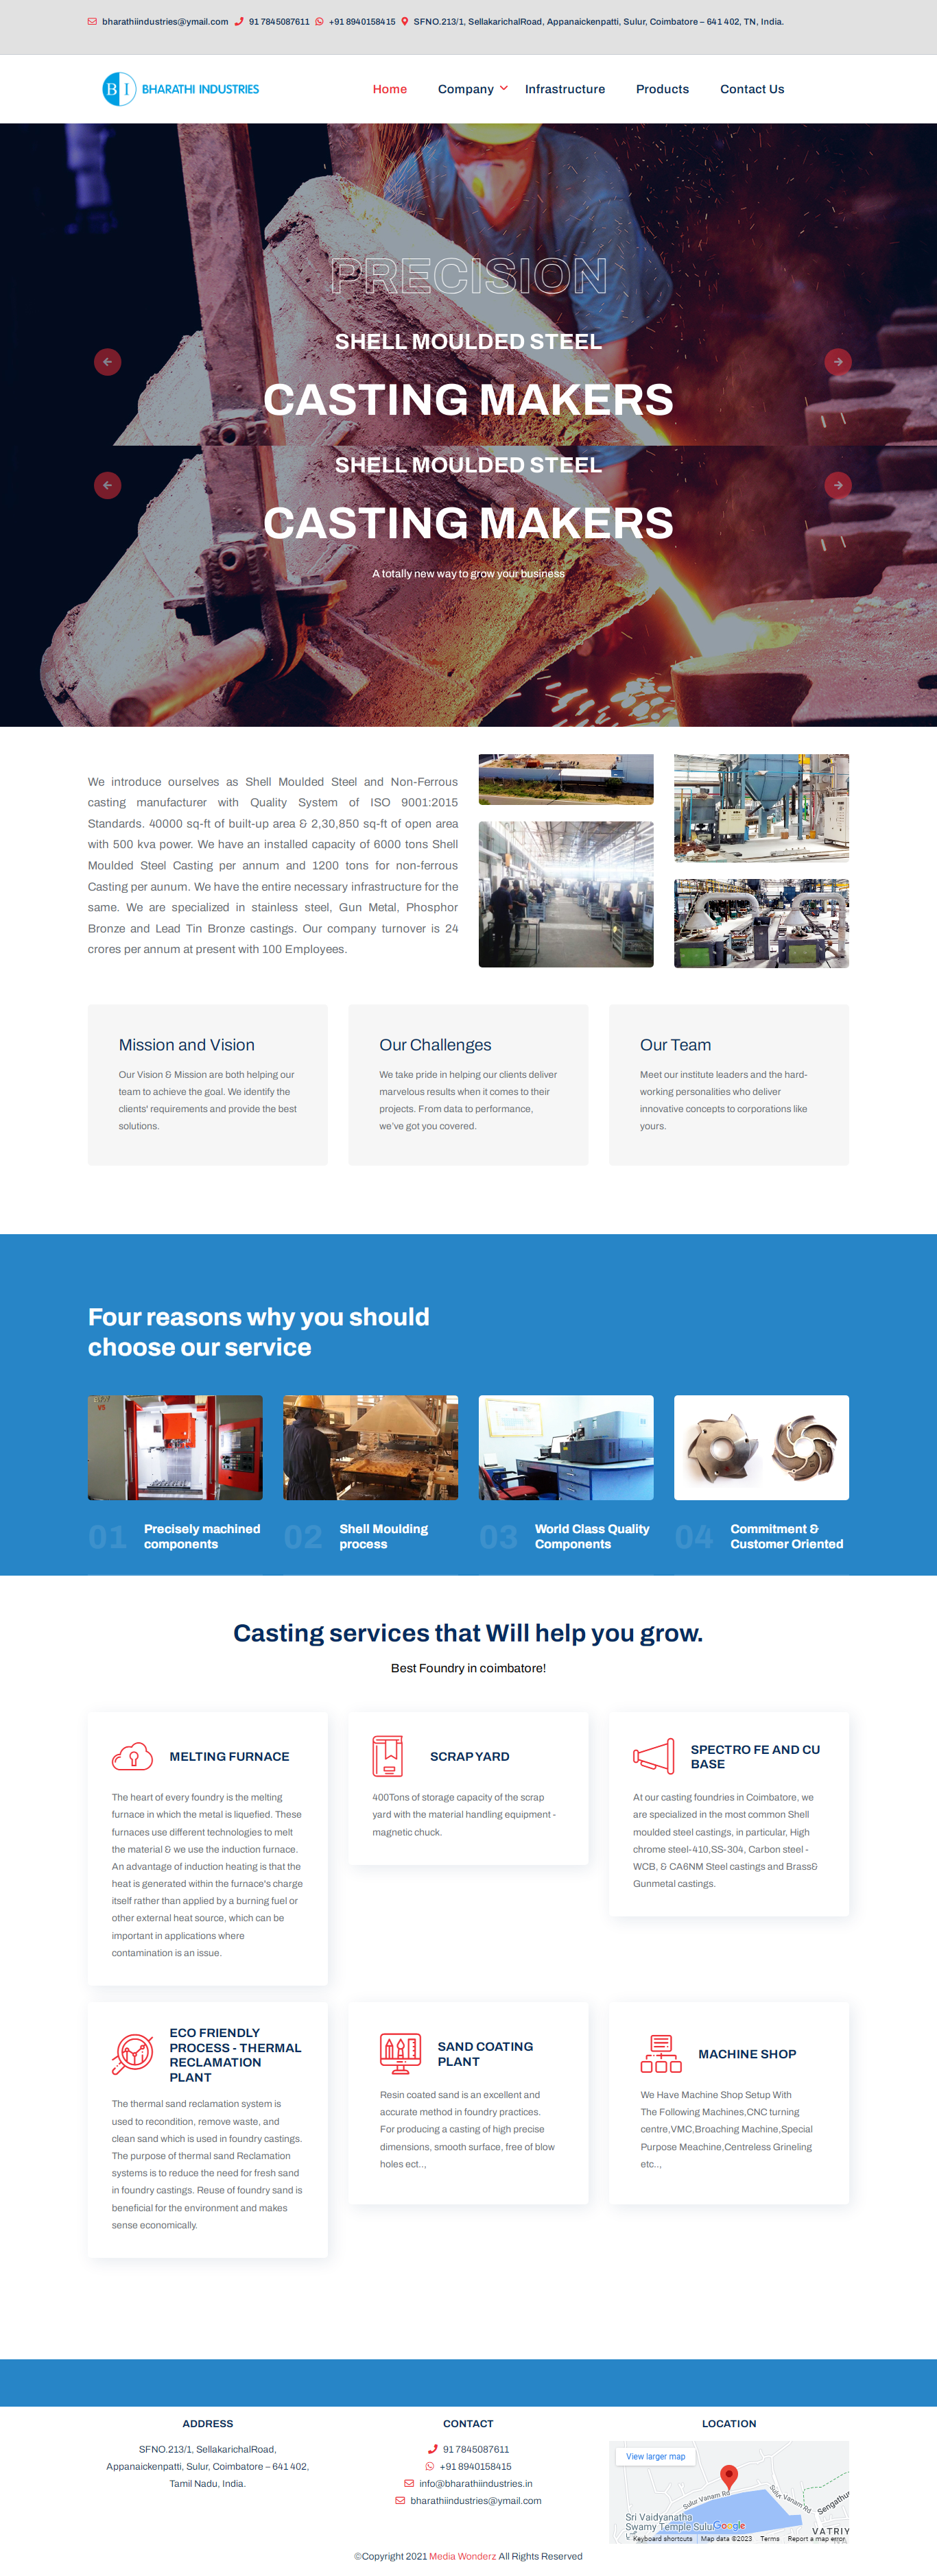 bharathiindustries@ymail.com 91 7845087611 +91 8940158415 SFNO.213/1, SellakarichalRoad, Appanaickenpatti, Sulur, Coimbatore – 641 402, TN, India.
BI BHARATHI INDUSTRIES
Home Company Infrastructure Products Contact Us
PRECISION
SHELL MOULDED STEEL
CASTING MAKERS
SHELL MOULDED STEEL
CASTING MAKERS
A totally new way to grow your business
We introduce ourselves as Shell Moulded Steel and Non-Ferrous
casting manufacturer with Quality System of ISO 9001:2015
Standards. 40000 sq-ft of built-up area & 2,30,850 sq-ft of open area
with 500 kva power. We have an installed capacity of 6000 tons Shell
Moulded Steel Casting per annum and 1200 tons for non-ferrous
Casting per aunum. We have the entire necessary infrastructure for the
same. We are specialized in stainless steel, Gun Metal, Phosphor
Bronze and Lead Tin Bronze castings. Our company turnover is 24
crores per annum at present with 100 Employees.
Mission and Vision
Our Vision & Mission are both helping our
team to achieve the goal. We identify the
clients' requirements and provide the best
solutions.
Our Challenges
We take pride in helping our clients deliver
marvelous results when it comes to their
projects. From data to performance,
we've got you covered.
Our Team
Meet our institute leaders and the hard-
working personalities who deliver
innovative concepts to corporations like
yours.
Four reasons why you should
choose our service
V5
01 Precisely machined
components
02 Shell Moulding
process
03 World Class Quality
Components
04 Commitment &
Customer Oriented
Casting services that Will help you grow.
Best Foundry in coimbatore!
MELTING FURNACE
The heart of every foundry is the melting
furnace in which the metal is liquefied. These
furnaces use different technologies to melt
the material & we use the induction furnace.
An advantage of induction heating is that the
heat is generated within the furnace's charge
itself rather than applied by a burning fuel or
other external heat source, which can be
important in applications where
contamination is an issue.
SCRAP YARD
400Tons of storage capacity of the scrap
yard with the material handling equipment -
magnetic chuck.
SPECTRO FE AND CU
BASE
At our casting foundries in Coimbatore, we
are specialized in the most common Shell
moulded steel castings, in particular, High
chrome steel-410,SS-304, Carbon steel -
WCB, & CA6NM Steel castings and Brass&
Gunmetal castings.
ECO FRIENDLY
PROCESS - THERMAL
RECLAMATION
PLANT
The thermal sand reclamation system is
used to recondition, remove waste, and
clean sand which is used in foundry castings.
The purpose of thermal sand Reclamation
systems is to reduce the need for fresh sand
in foundry castings. Reuse of foundry sand is
beneficial for the environment and makes
sense economically.
SAND COATING
PLANT
Resin coated sand is an excellent and
accurate method in foundry practices.
For producing a casting of high precise
dimensions, smooth surface, free of blow
holes ect..,
MACHINE SHOP
We Have Machine Shop Setup With
The Following Machines,CNC turning
centre,VMC,Broaching Machine,Special
Purpose Meachine,Centreless Grineling
etc..,
ADDRESS
SFNO.213/1, SellakarichalRoad,
Appanaickenpatti, Sulur, Coimbatore – 641 402,
Tamil Nadu, India.
CONTACT
91 7845087611
+91 8940158415
info@bharathiindustries.in
bharathiindustries@ymail.com
LOCATION
View larger map
Sulur Vanam Rd
Sulur Vanam Rd
Sengathu
Sri Vaidyanatha
Swamy Temple Sulur
Google
VATRIY
Keyboard shortcuts Map data ©2023 Terms Report a map error
©Copyright 2021 Media Wonderz All Rights Reserved